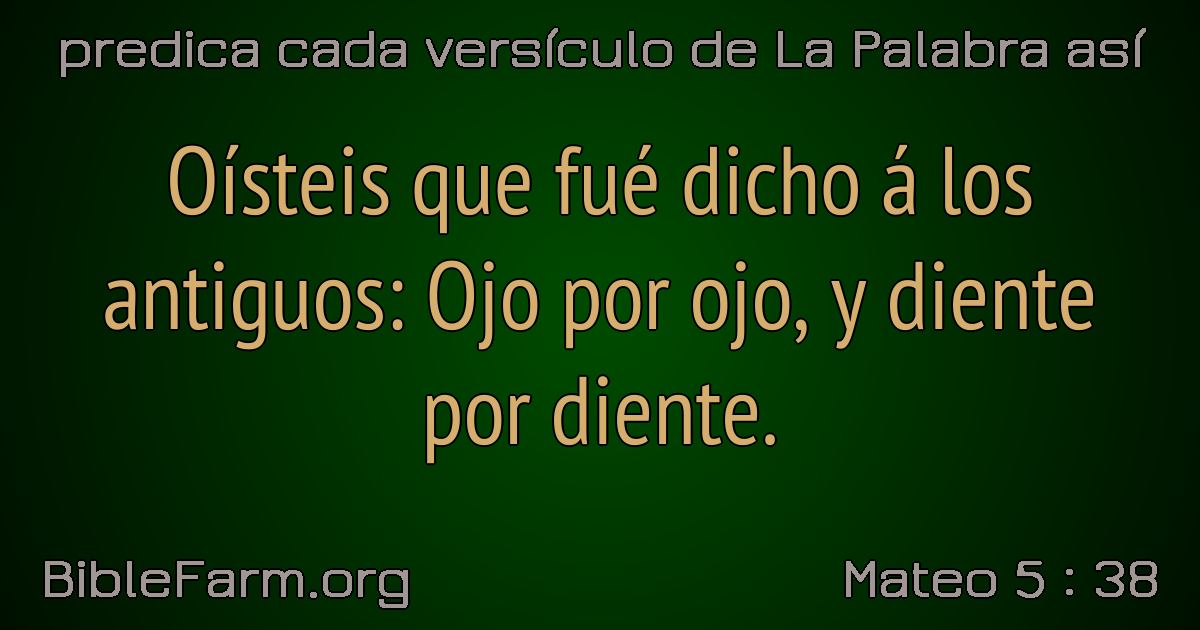 predica cada versículo de La Palabra así
Oísteis que fué dicho á los
antiguos: Ojo por ojo, y diente
por diente.
BibleFarm.org
Mateo 5 : 38